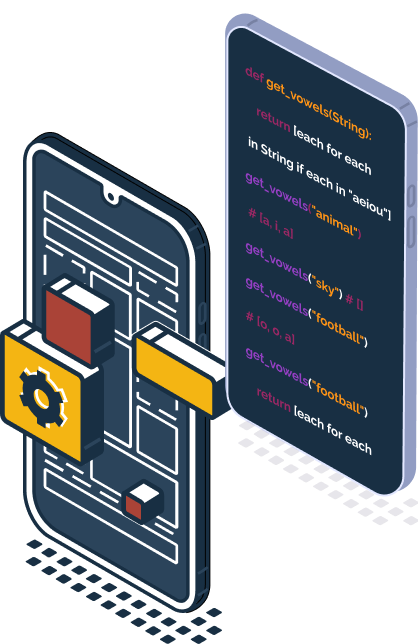 def get_vowels(String):
return [each for each
in String if each in "aeiou"]
get_vowels("animal")
# [a, i, a]
get_vowels("sky") # []
get_vowels("football")
# [o, o, a]
get_vowels("football")
return [each for each